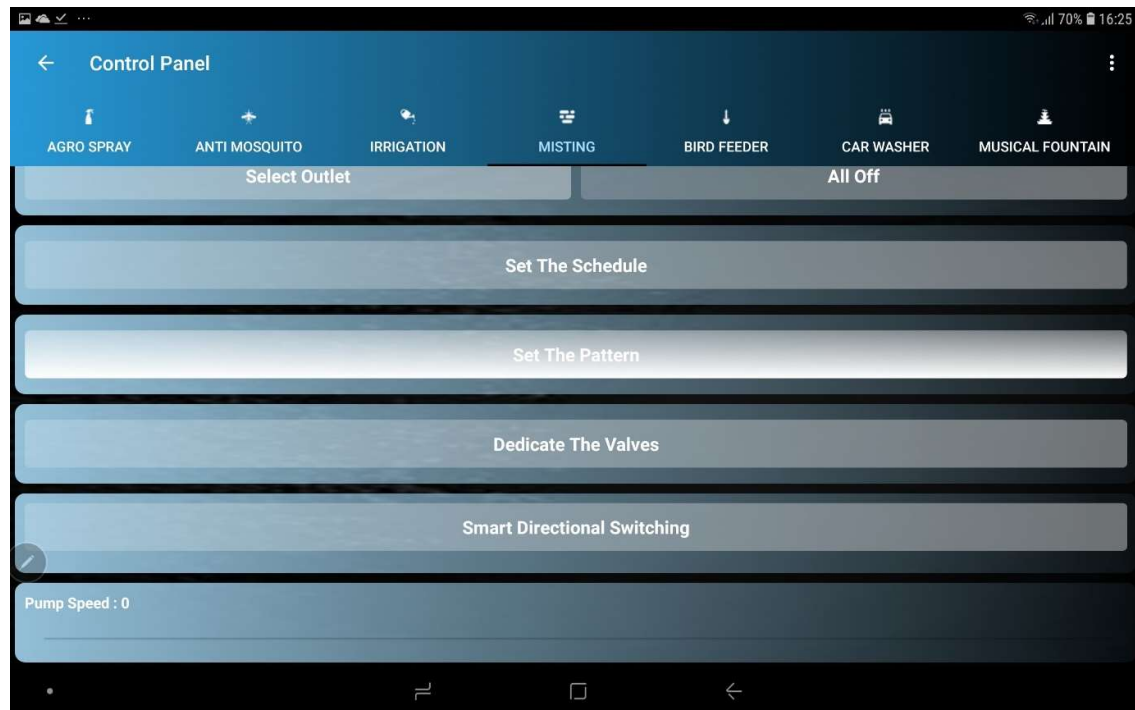 70% 16:25
Control Panel
AGRO SPRAY ANTI MOSQUITO IRRIGATION MISTING BIRD FEEDER CAR WASHER MUSICAL FOUNTAIN
Select Outlet All Off
Set The Schedule
Set The Pattern
Dedicate The Valves
Smart Directional Switching
Pump Speed : 0